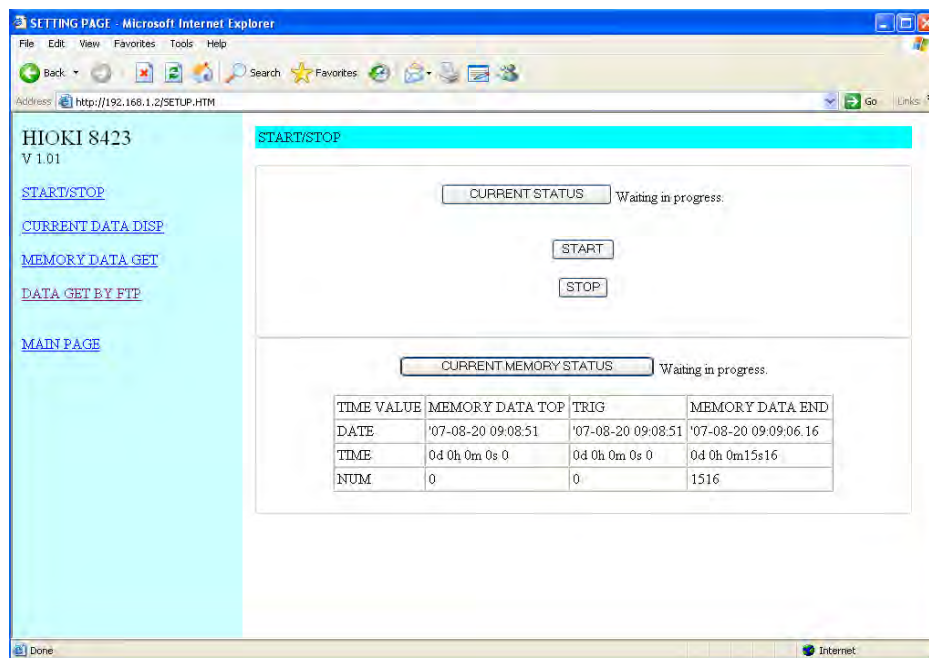 SETTING PAGE - Microsoft Internet Explorer
File Edit View Favorites Tools Help
Back Search Favorites
Address http://192.168.1.2/SETUP.HTM Go Links
HIOKI 8423
V 1.01
START/STOP
CURRENT DATA DISP
MEMORY DATA GET
DATA GET BY FTP
MAIN PAGE
START/STOP
CURRENT STATUS Waiting in progress.
START
STOP
CURRENT MEMORY STATUS Waiting in progress.
TIME VALUE MEMORY DATA TOP TRIG MEMORY DATA END
DATE '07-08-20 09:08:51 '07-08-20 09:08:51 '07-08-20 09:09:06.16
TIME 0d 0h 0m 0s 0 0d 0h 0m 0s 0 0d 0h 0m15s16
NUM 0 0 1516
Done Internet